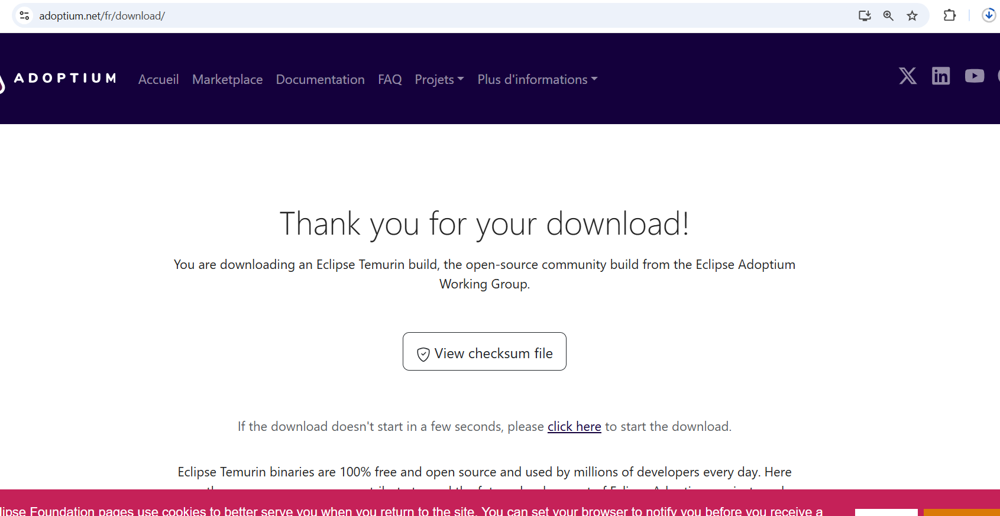 adoptium.net/fr/download/
ADOPTIUM Accueil Marketplace Documentation FAQ Projets Plus d'informations
Thank you for your download!
You are downloading an Eclipse Temurin build, the open-source community build from the Eclipse Adoptium
Working Group.
View checksum file
If the download doesn't start in a few seconds, please click here to start the download.
Eclipse Temurin binaries are 100% free and open source and used by millions of developers every day. Here
Foundation pages use cookies to better serve you when you return to the site. You can set your browser to notify you before you receive a